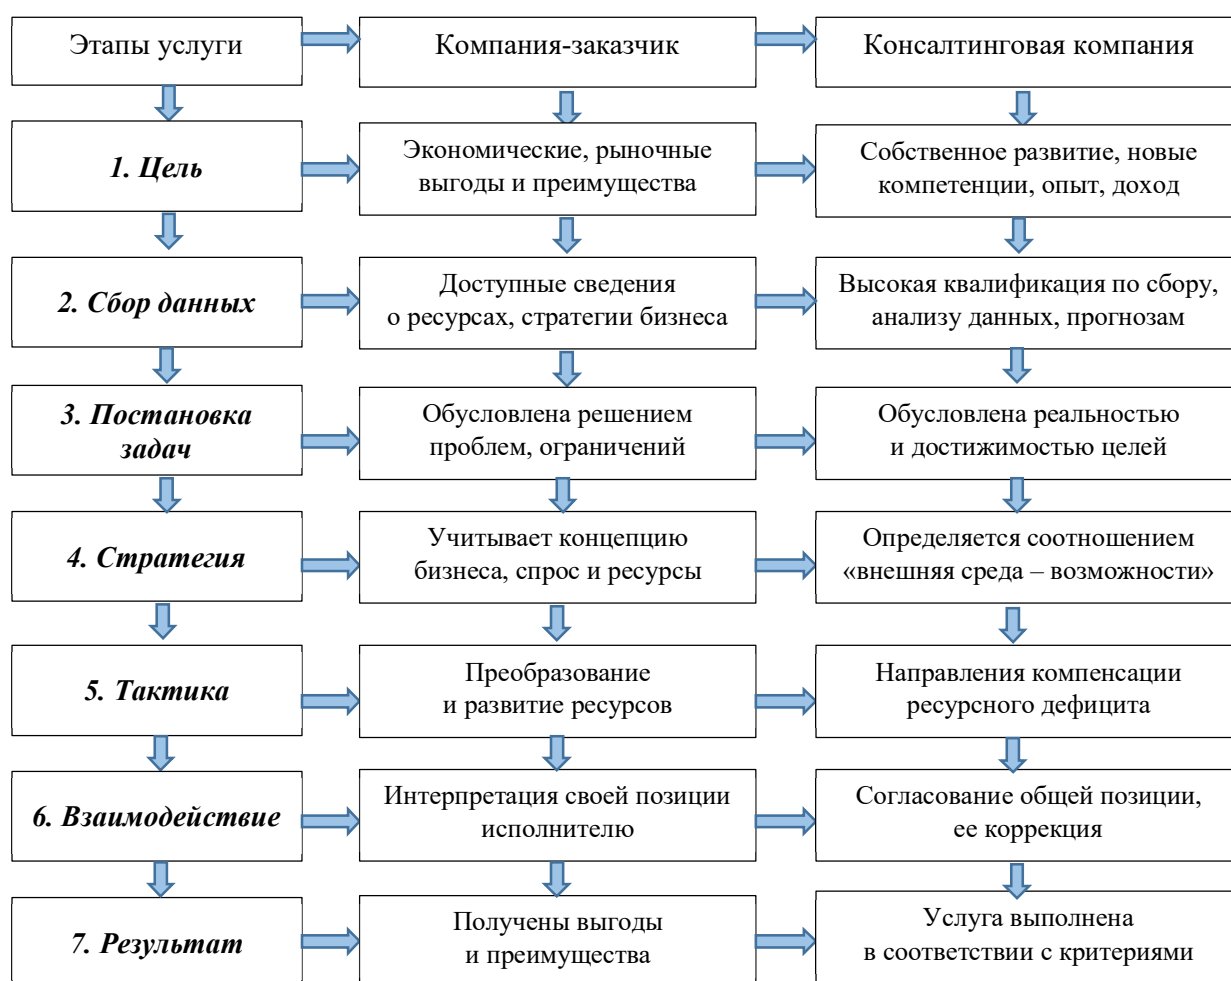 Этапы услуги
Компания-заказчик
Консалтинговая компания
1. Цель
Экономические, рыночные
выгоды и преимущества
Собственное развитие, новые
компетенции, опыт, доход
2. Сбор данных
Доступные сведения
о ресурсах, стратегии бизнеса
Высокая квалификация по сбору,
анализу данных, прогнозам
3. Постановка
задач
Обусловлена решением
проблем, ограничений
Обусловлена реальностью
и достижимостью целей
4. Стратегия
Учитывает концепцию
бизнеса, спрос и ресурсы
Определяется соотношением
«внешняя среда – возможности»
5. Тактика
Преобразование
и развитие ресурсов
Направления компенсации
ресурсного дефицита
6. Взаимодействие
Интерпретация своей позиции
исполнителю
Согласование общей позиции,
ее коррекция
7. Результат
Получены выгоды
и преимущества
Услуга выполнена
в соответствии с критериями